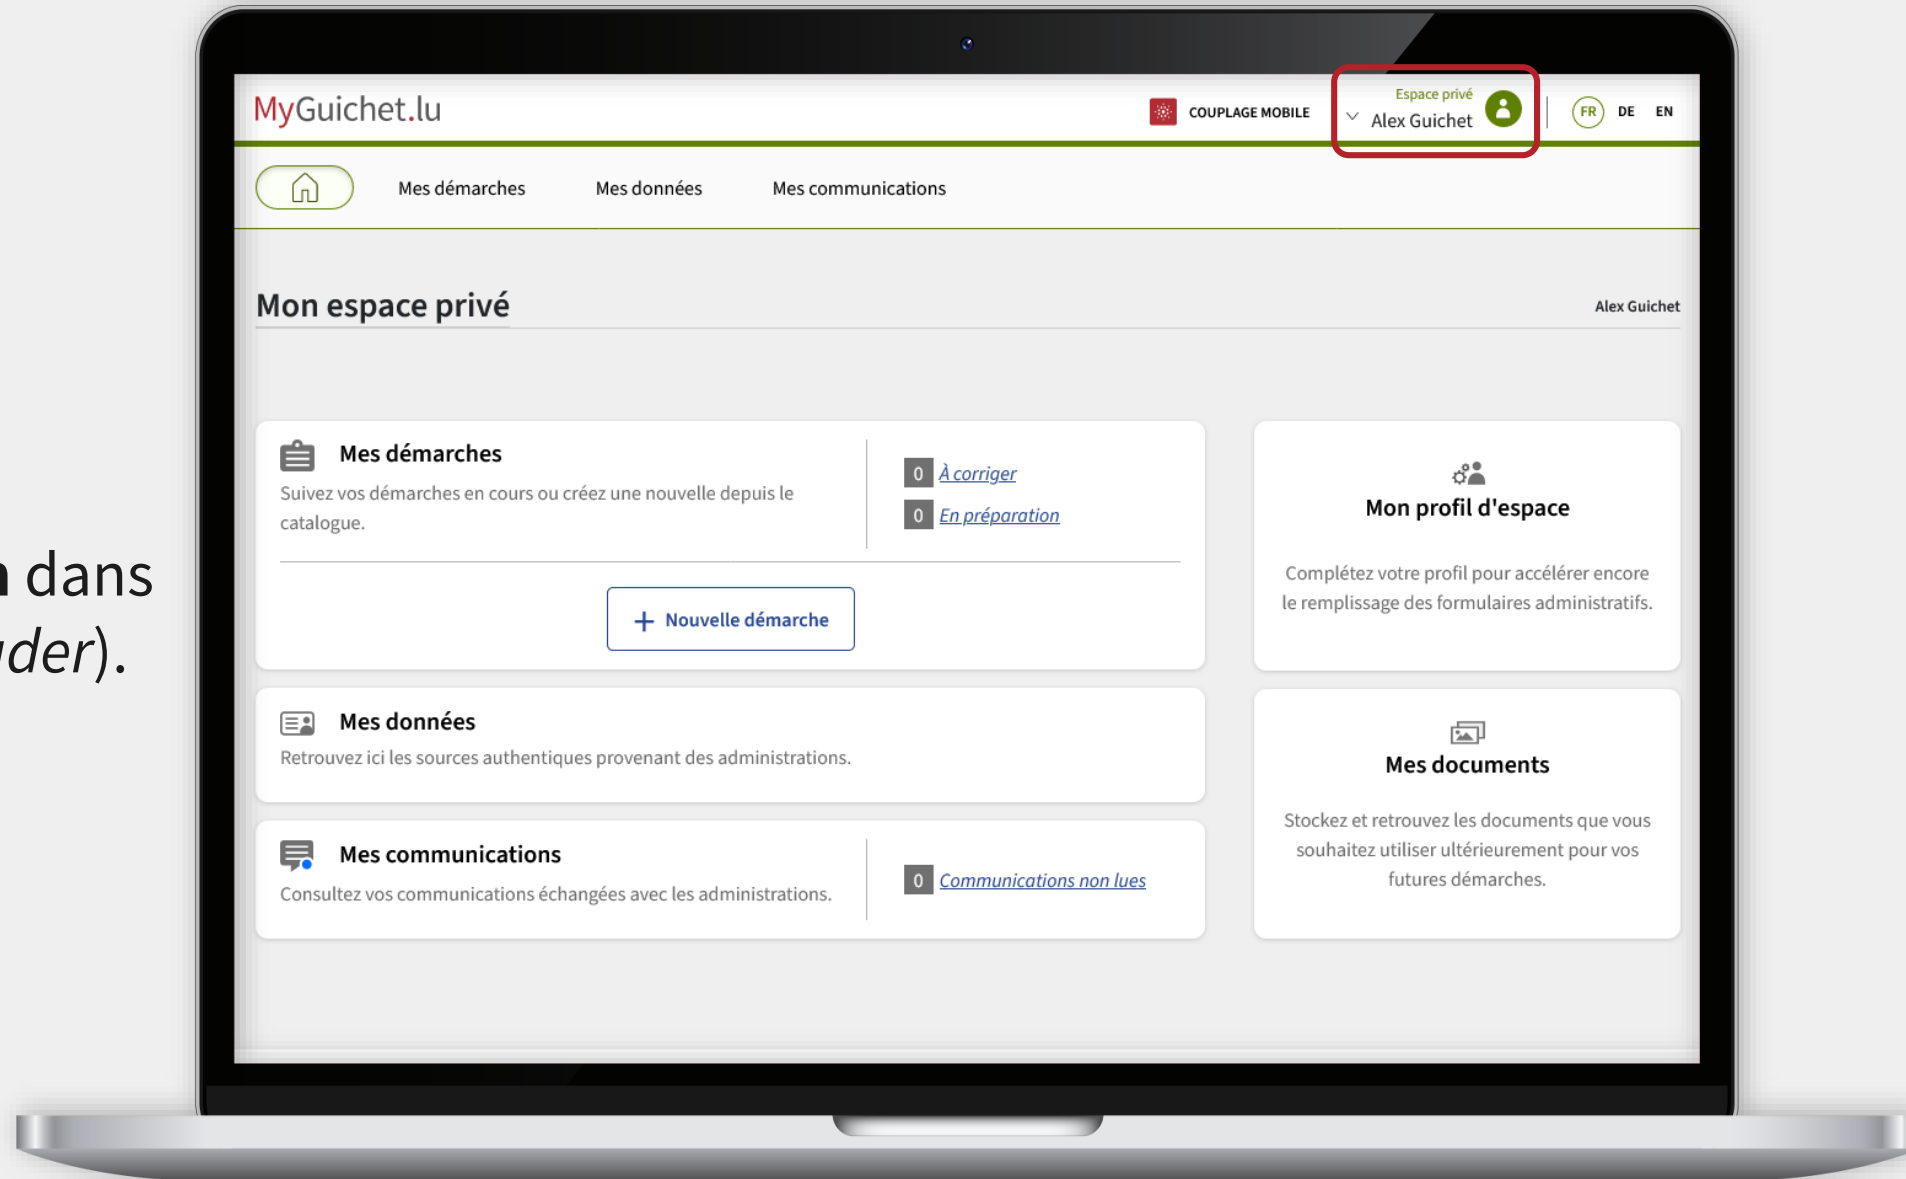 MyGuichet.lu
COUPLAGE MOBILE
Espace privé
Alex Guichet
FR DE EN
Mes démarches Mes données Mes communications
Mon espace privé
Alex Guichet
Mes démarches
Suivez vos démarches en cours ou créez une nouvelle depuis le
catalogue.
0 À corriger
0 En préparation
+ Nouvelle démarche
Mon profil d'espace
Complétez votre profil pour accélérer encore
le remplissage des formulaires administratifs.
Mes données
Retrouvez ici les sources authentiques provenant des administrations.
Mes documents
Stockez et retrouvez les documents que vous
souhaitez utiliser ultérieurement pour vos
futures démarches.
Mes communications
Consultez vos communications échangées avec les administrations.
0 Communications non lues
dans